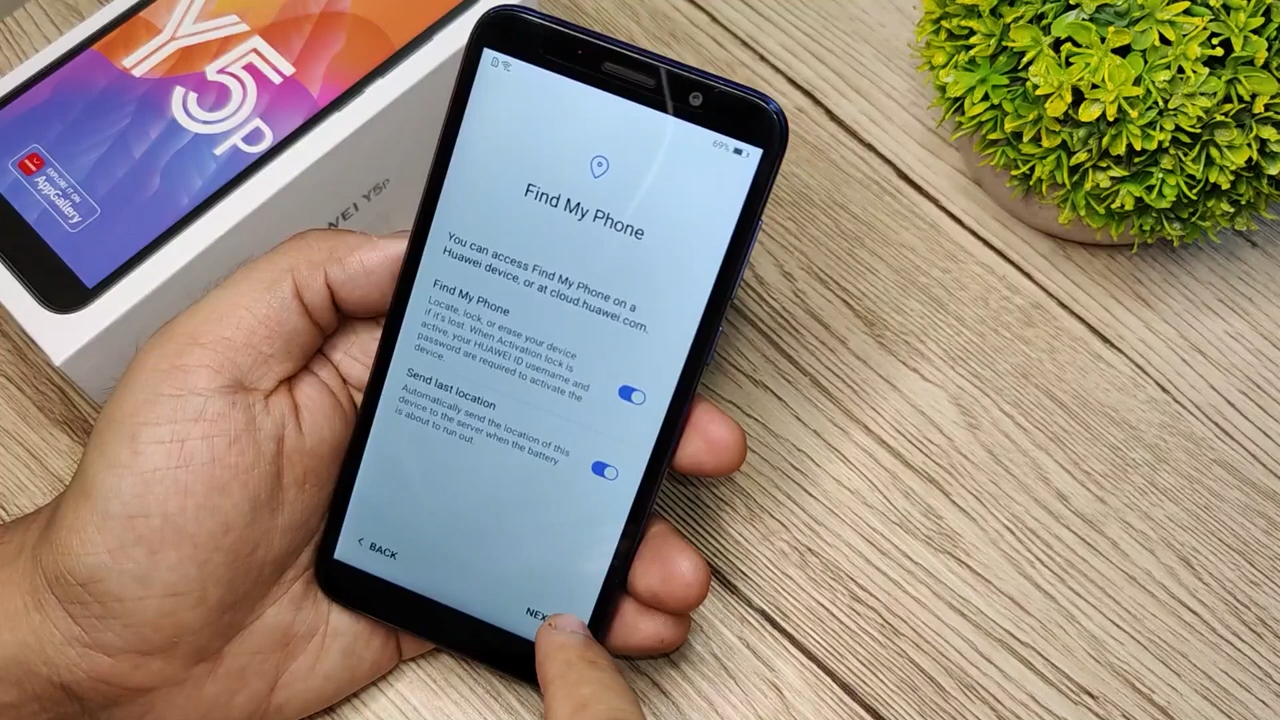 Y5p
EXPLORE IT ON
AppGallery
Y5P
69%
Find My Phone
You can access Find My Phone on a
Huawei device, or at cloud.huawei.com.
Find My Phone
Locate, lock, or erase your device
if it's lost. When Activation lock is
active, your HUAWEI ID username and
password are required to activate the
device.
Send last location
Automatically send the location of this
device to the server when the battery
is about to run out.
BACK